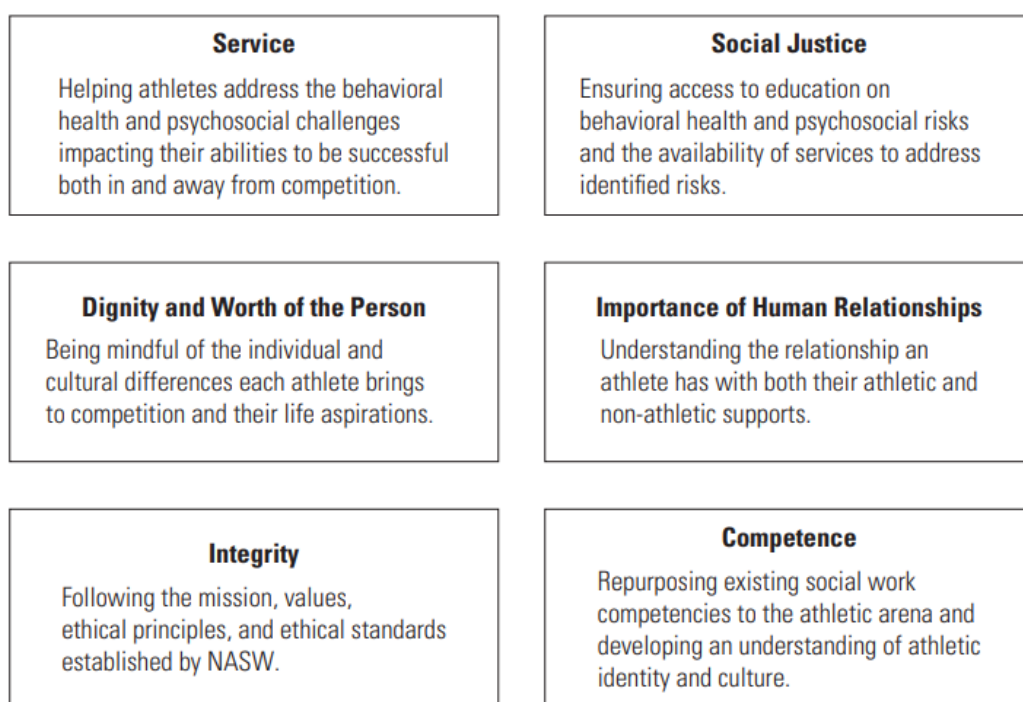 Service
Helping athletes address the behavioral
health and psychosocial challenges
impacting their abilities to be successful
both in and away from competition.
Social Justice
Ensuring access to education on
behavioral health and psychosocial risks
and the availability of services to address
identified risks.
Dignity and Worth of the Person
Being mindful of the individual and
cultural differences each athlete brings
to competition and their life aspirations.
Importance of Human Relationships
Understanding the relationship an
athlete has with both their athletic and
non-athletic supports.
Integrity
Following the mission, values,
ethical principles, and ethical standards
established by NASW.
Competence
Repurposing existing social work
competencies to the athletic arena and
developing an understanding of athletic
identity and culture.